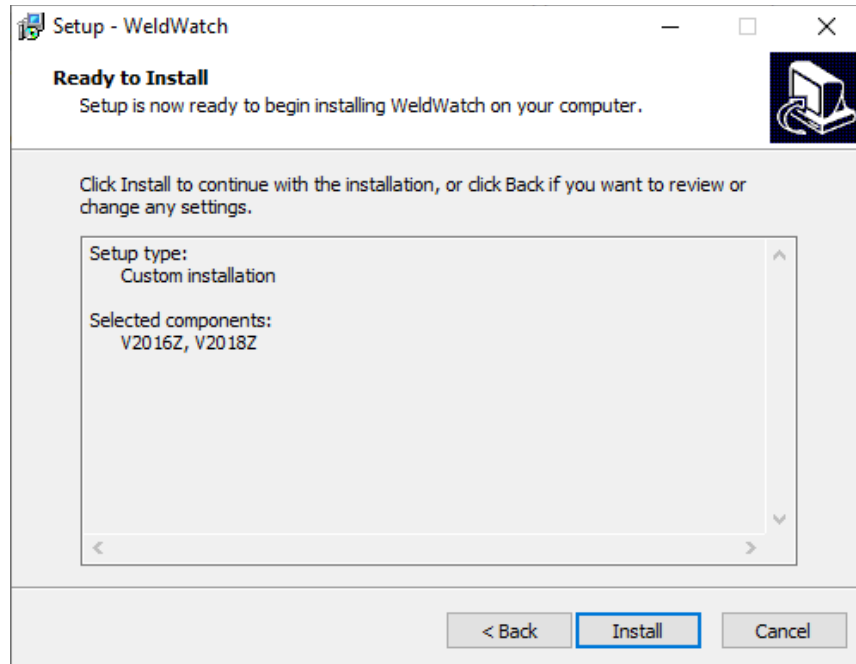 Setup - WeldWatch
Ready to Install
Setup is now ready to begin installing WeldWatch on your computer.
Click Install to continue with the installation, or click Back if you want to review or
change any settings.
Setup type:
Custom installation
Selected components:
V2016Z, V2018Z
< Back
Install
Cancel